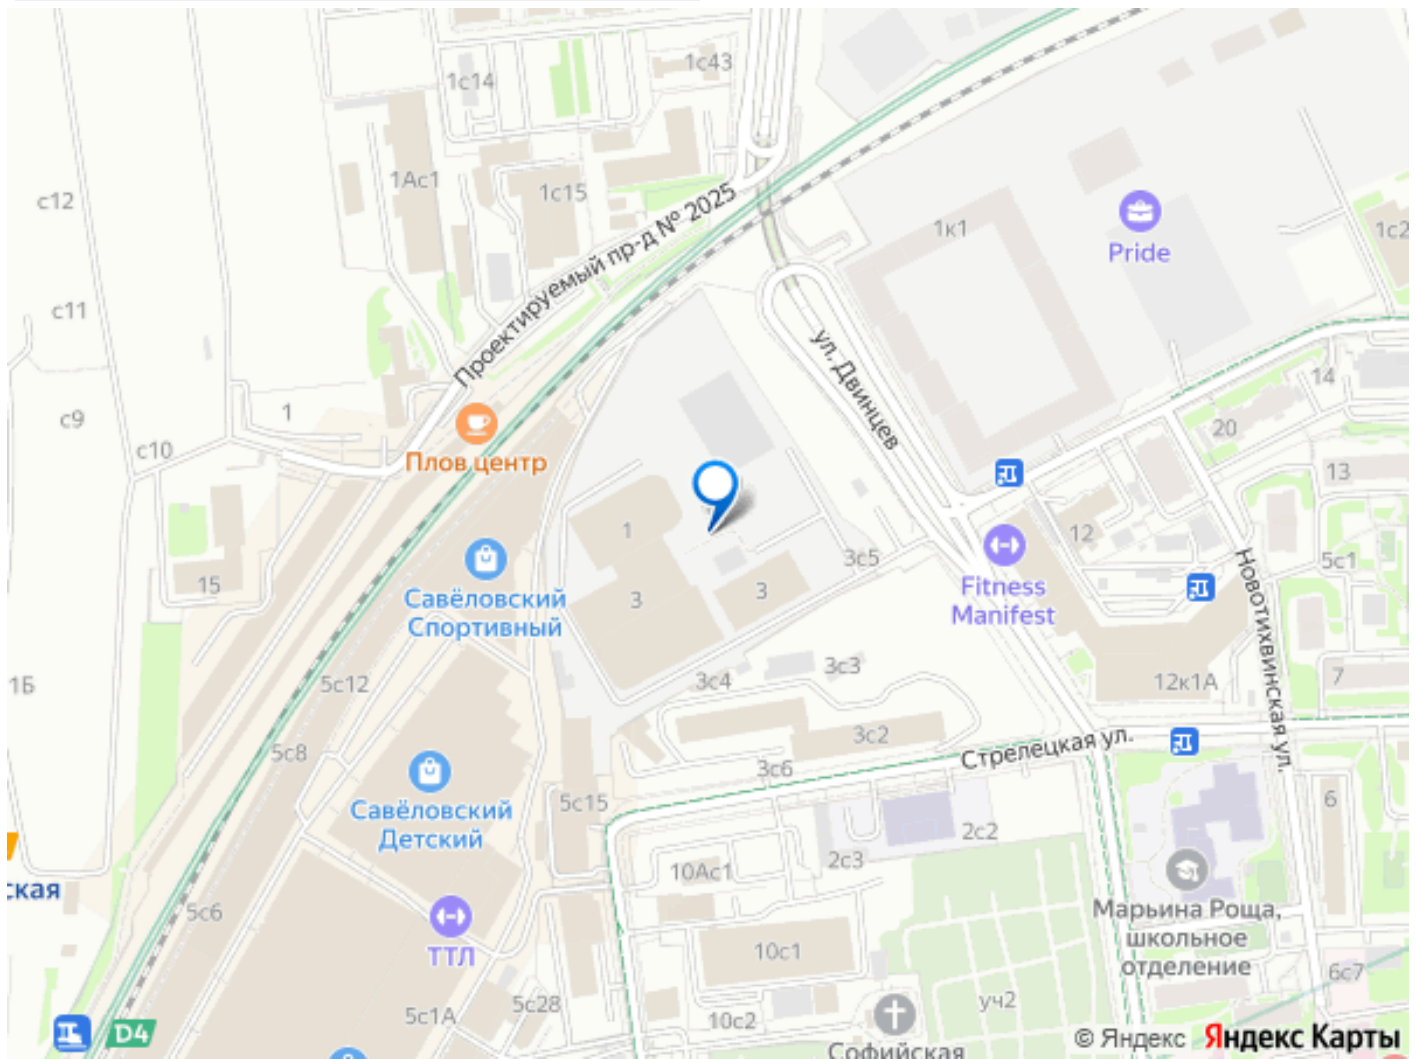 1с43
1с14
1Ас1
1с15
с12
Проектируемый пр-д № 2025
1к1
1с2
Pride
с11
ул. Двинцев
14
1
с9
20
с10
Плов центр
13
1
12
3с5
5с1
15
Савёловский
Спортивный
3
3
Fitness
Manifest
Новотихвинская ул.
1Б
5с12
3с4
3с3
12к1А
7
5с8
3с2
Стрелецкая ул.
3с6
Савёловский
Детский
5с15
6
2с2
10Ас1
2с3
ская
5с6
Марьина Роща,
школьное
отделение
ТТЛ
10с1
6с7
5с28
уч2
5с1А
10с2
D4
Софийская
© Яндекс Яндекс Карты